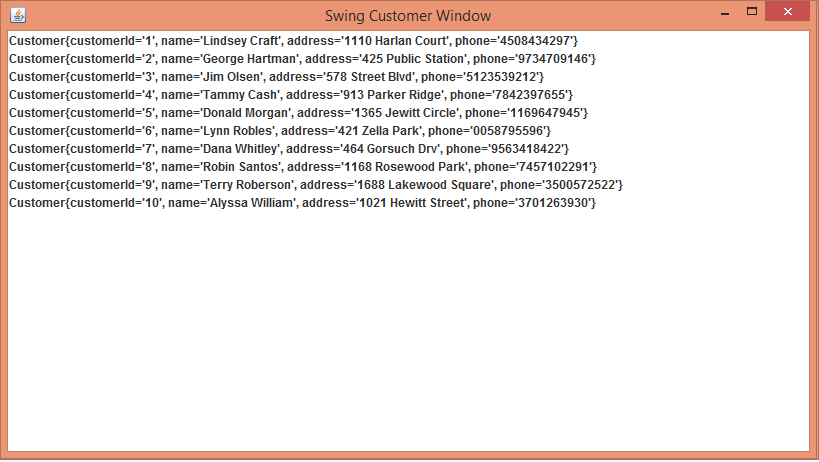 Swing Customer Window
Customer{customerId='1', name='Lindsey Craft', address='1110 Harlan Court', phone='4508434297'}
Customer{customerId='2', name='George Hartman', address='425 Public Station', phone='9734709146'}
Customer{customerId='3', name='Jim Olsen', address='578 Street Blvd', phone='5123539212'}
Customer{customerId='4', name='Tammy Cash', address='913 Parker Ridge', phone='7842397655'}
Customer{customerId='5', name='Donald Morgan', address='1365 Jewitt Circle', phone='1169647945'}
Customer{customerId='6', name='Lynn Robles', address='421 Zella Park', phone='0058795596'}
Customer{customerId='7', name='Dana Whitley', address='464 Gorsuch Drv', phone='9563418422'}
Customer{customerId='8', name='Robin Santos', address='1168 Rosewood Park', phone='7457102291'}
Customer{customerId='9', name='Terry Roberson', address='1688 Lakewood Square', phone='3500572522'}
Customer{customerId='10', name='Alyssa William', address='1021 Hewitt Street', phone='3701263930'}